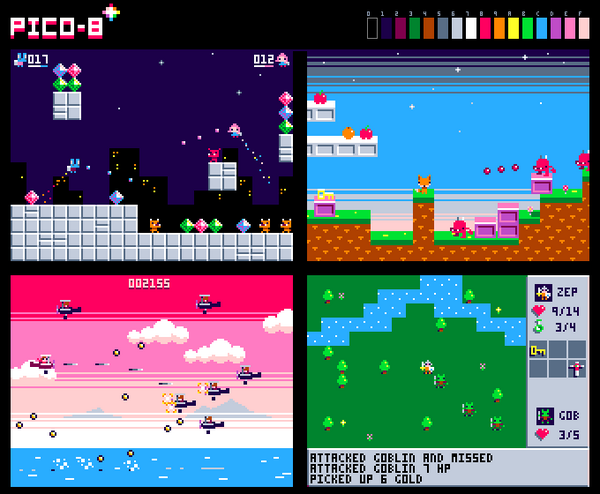 PICO-8
0 1 2 3 4 5 6 7 8 9 A B C D E F
017
012
002155
ZEP
9/14
3/4
GOB
3/5
ATTACKED GOBLIN AND MISSED
ATTACKED GOBLIN 7 HP
PICKED UP 6 GOLD